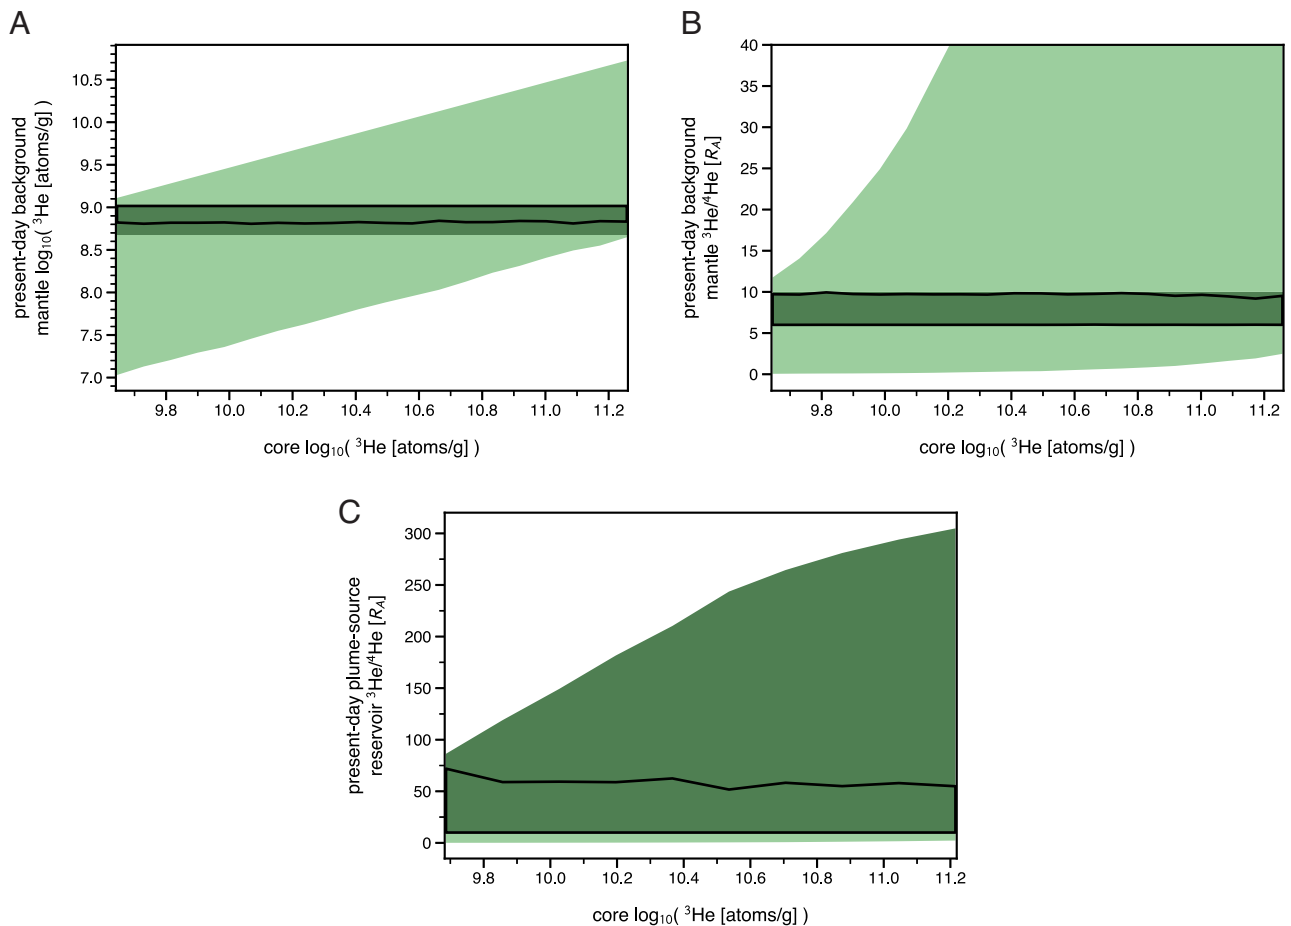 A
present-day background
mantle log₁₀( ³He [atoms/g] )
10.5
10.0
9.5
9.0
8.5
8.0
7.5
7.0
9.8 10.0 10.2 10.4 10.6 10.8 11.0 11.2
core log₁₀( ³He [atoms/g] )
B
present-day background
mantle ³He/⁴He [R_A]
40
35
30
25
20
15
10
5
0
9.8 10.0 10.2 10.4 10.6 10.8 11.0 11.2
core log₁₀( ³He [atoms/g] )
C
present-day plume-source
reservoir ³He/⁴He [R_A]
300
250
200
150
100
50
0
9.8 10.0 10.2 10.4 10.6 10.8 11.0 11.2
core log₁₀( ³He [atoms/g] )